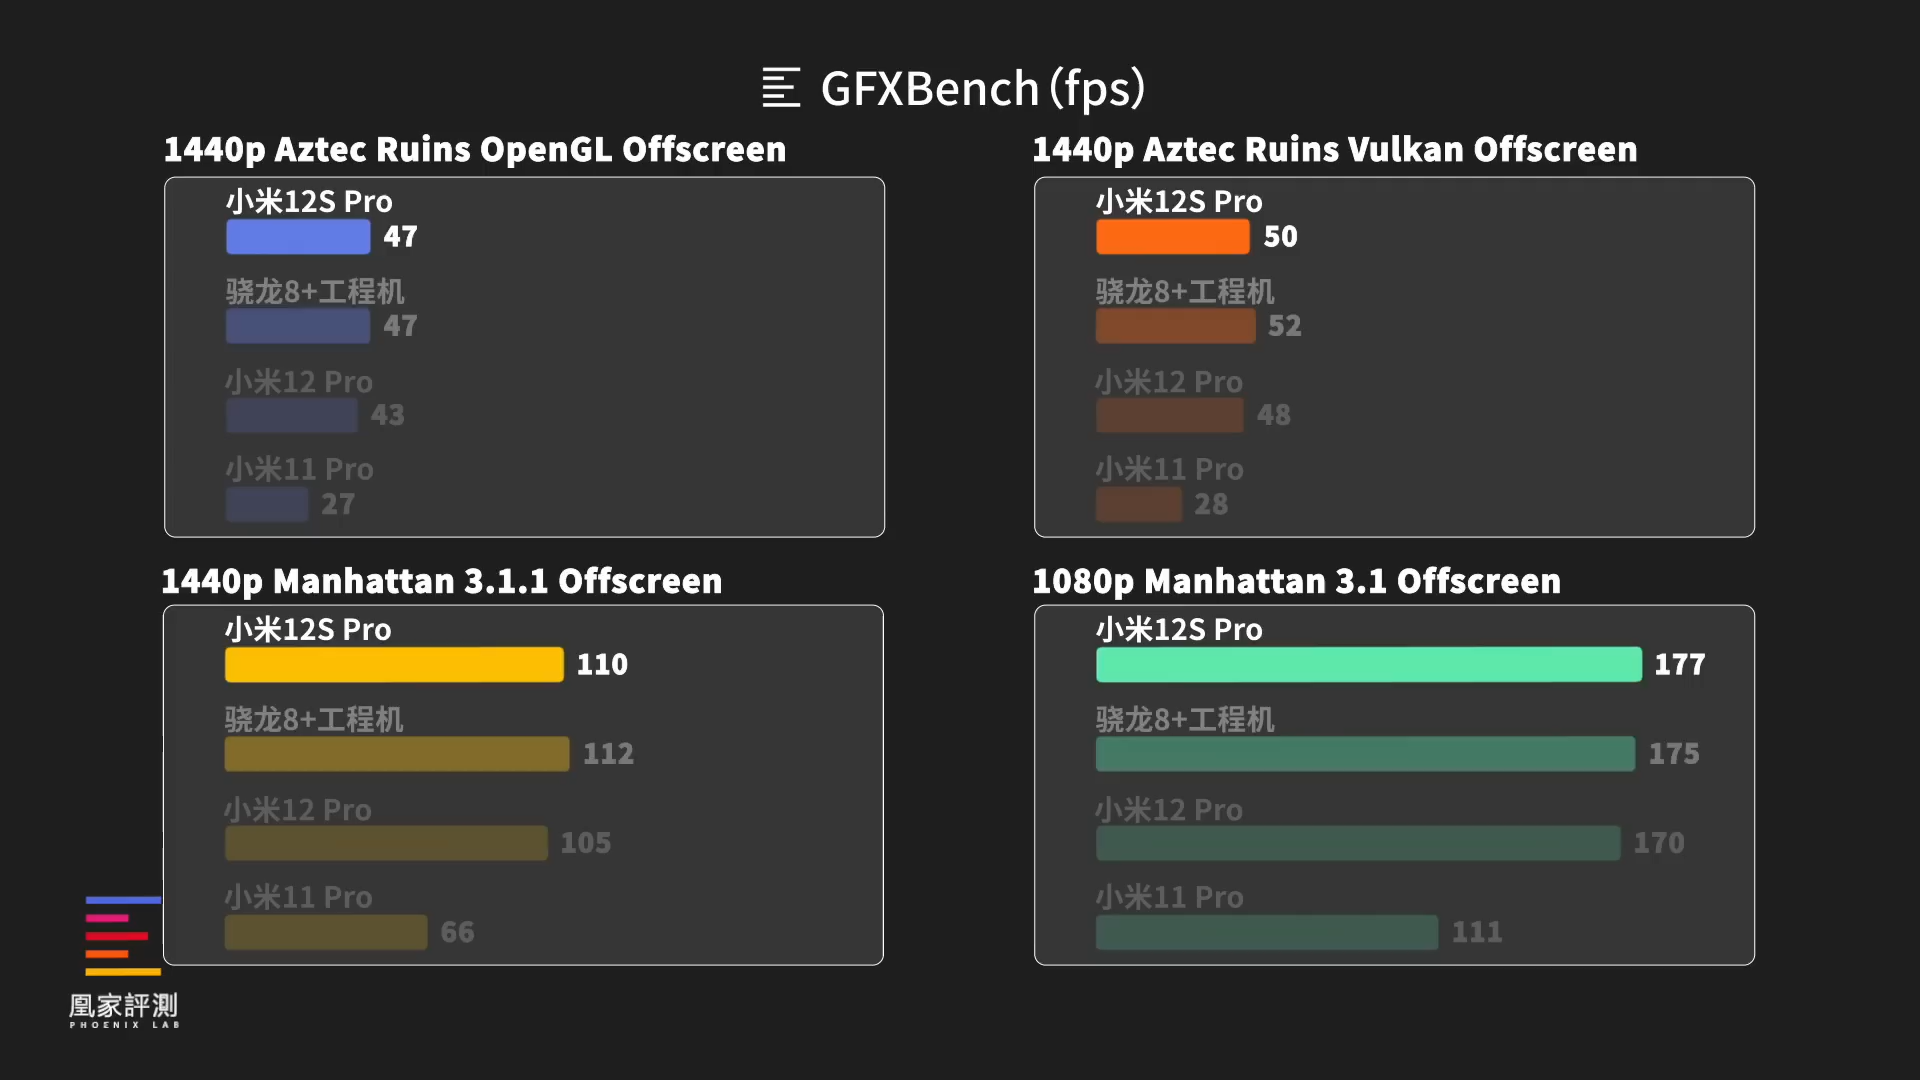 GFXBench(fps)
1440p Aztec Ruins OpenGL Offscreen
小米12S Pro
47
骁龙8+工程机
47
小米12 Pro
43
小米11 Pro
27
1440p Aztec Ruins Vulkan Offscreen
小米12S Pro
50
骁龙8+工程机
52
小米12 Pro
48
小米11 Pro
28
1440p Manhattan 3.1.1 Offscreen
小米12S Pro
110
骁龙8+工程机
112
小米12 Pro
105
小米11 Pro
66
1080p Manhattan 3.1 Offscreen
小米12S Pro
177
骁龙8+工程机
175
小米12 Pro
170
小米11 Pro
111
凰家評測
PHOENIX LAB